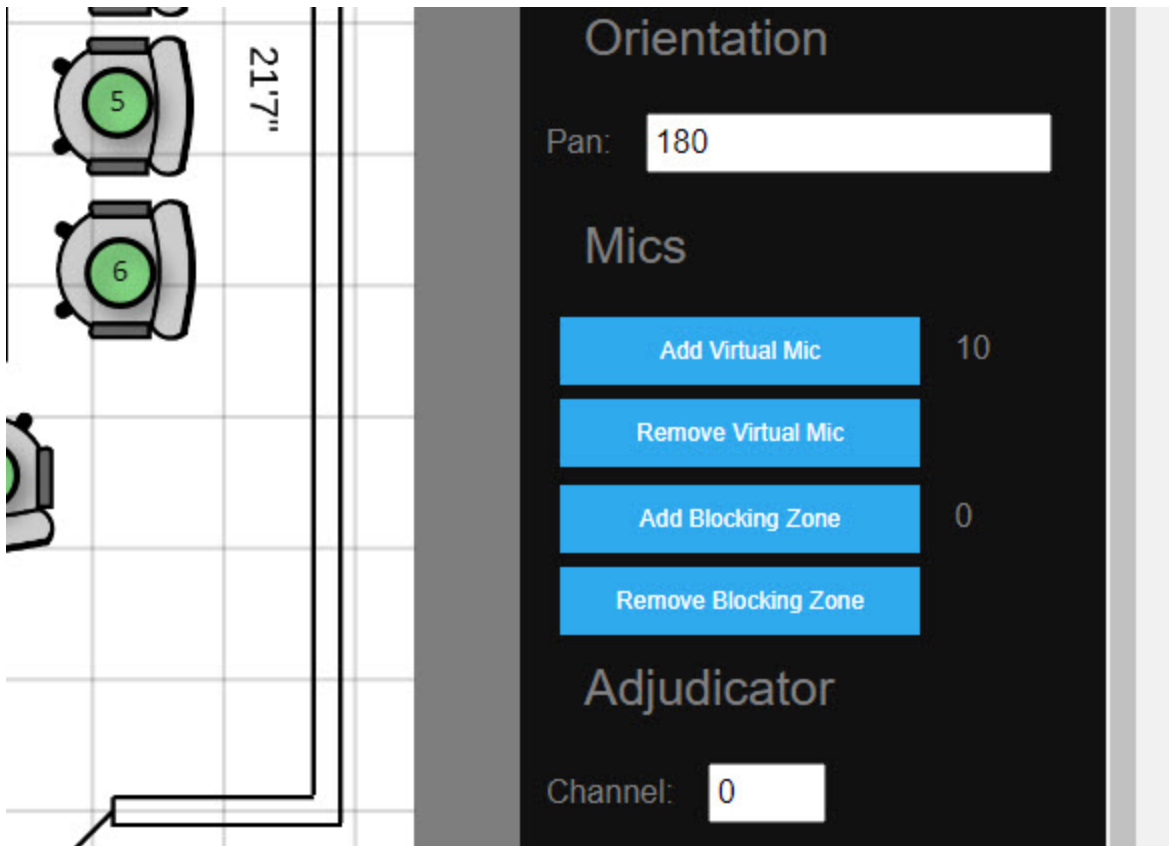 5
21'7"
6
Orientation
Pan: 180
Mics
Add Virtual Mic 10
Remove Virtual Mic
Add Blocking Zone 0
Remove Blocking Zone
Adjudicator
Channel: 0